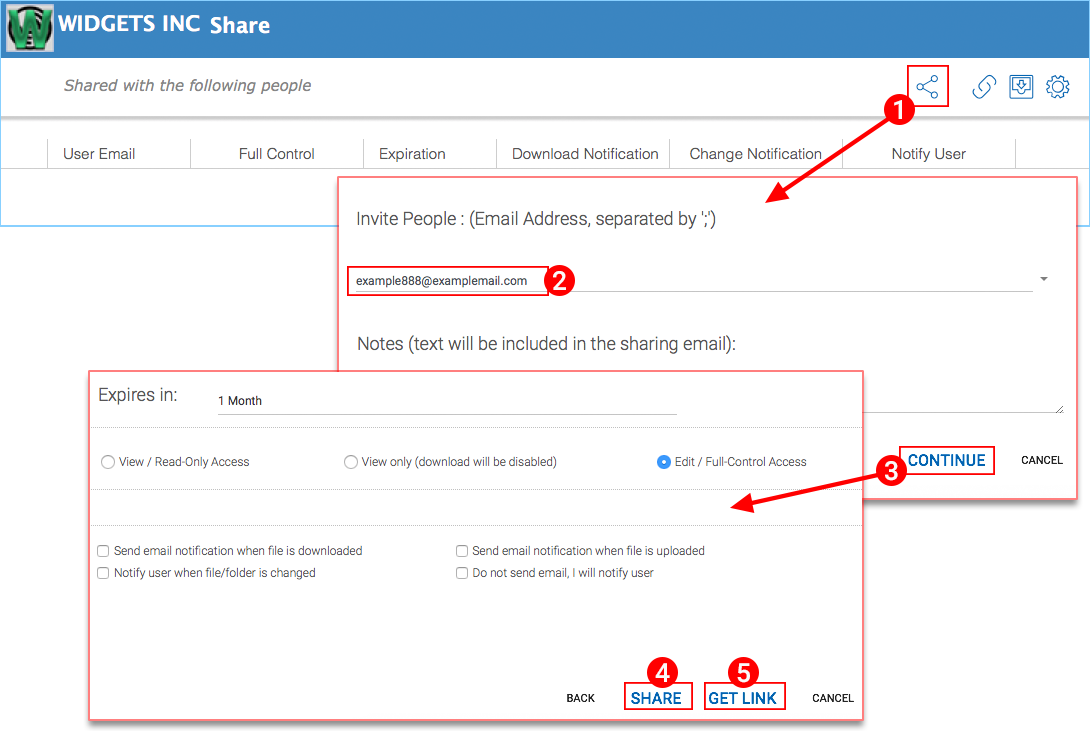 WIDGETS INC Share
Shared with the following people
1
User Email Full Control Expiration Download Notification Change Notification Notify User
Invite People : (Email Address, separated by ';')
example888@examplemail.com 2
Notes (text will be included in the sharing email):
3 CONTINUE CANCEL
Expires in: 1 Month
View / Read-Only Access View only (download will be disabled) Edit / Full-Control Access
Send email notification when file is downloaded Send email notification when file is uploaded
Notify user when file/folder is changed Do not send email, I will notify user
4 5
BACK SHARE GET LINK CANCEL